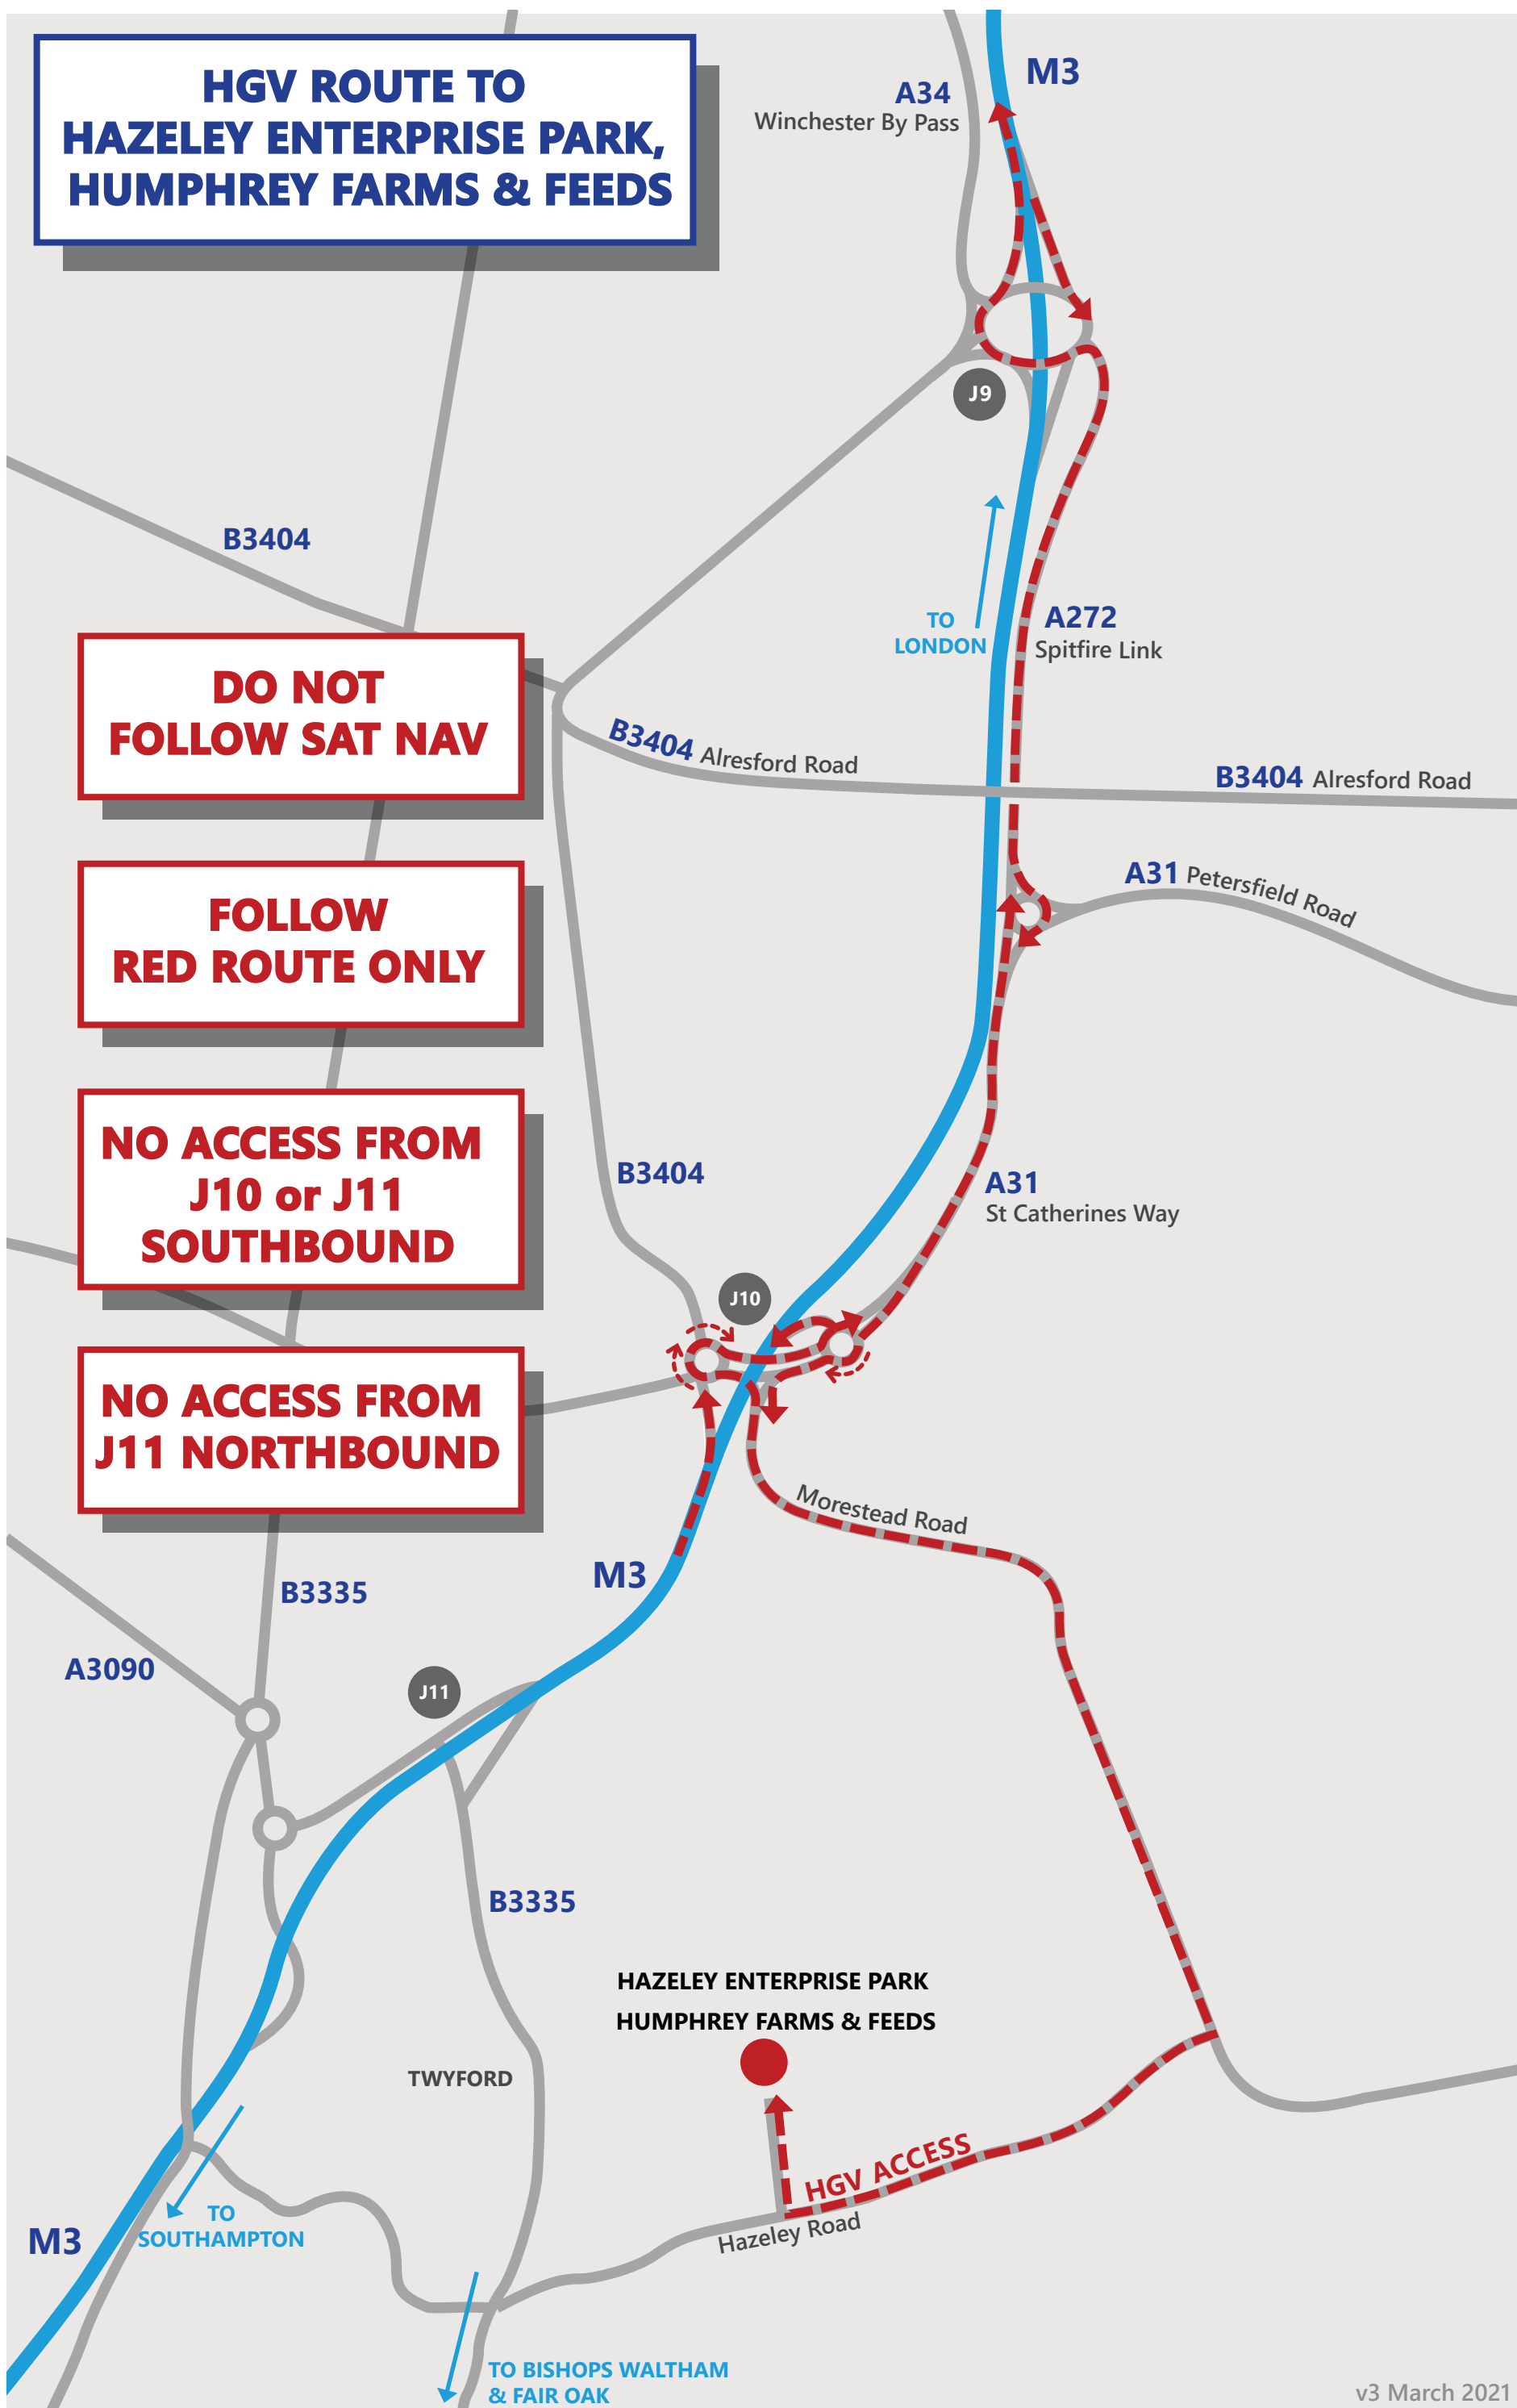 HGV ROUTE TO
HAZELEY ENTERPRISE PARK,
HUMPHREY FARMS & FEEDS
A34
Winchester By Pass
M3
J9
B3404
TO
LONDON
A272
Spitfire Link
DO NOT
FOLLOW SAT NAV
B3404 Alresford Road
B3404 Alresford Road
FOLLOW
RED ROUTE ONLY
A31 Petersfield Road
NO ACCESS FROM
J10 or J11
SOUTHBOUND
B3404
A31
St Catherines Way
J10
NO ACCESS FROM
J11 NORTHBOUND
Morestead Road
M3
B3335
A3090
J11
B3335
HAZELEY ENTERPRISE PARK
HUMPHREY FARMS & FEEDS
TWYFORD
HGV ACCESS
Hazeley Road
TO
SOUTHAMPTON
M3
TO BISHOPS WALTHAM
& FAIR OAK
v3 March 2021